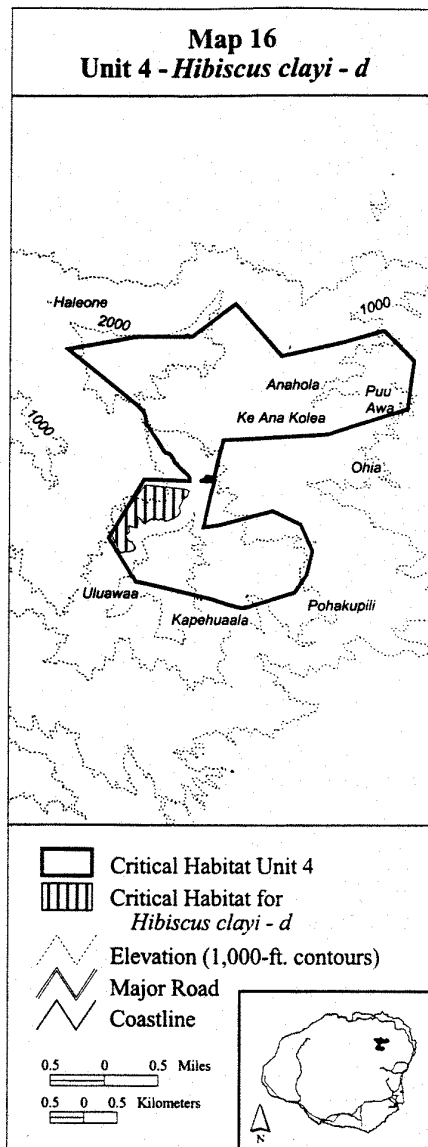 Map 16
Unit 4 - Hibiscus clayi - d
Haleone
2000
1000
Anahola
Puu
Awa
Ke Ana Kolea
1000
Ohia
Uluawaa
Kapehuaala
Pohakupili
Critical Habitat Unit 4
Critical Habitat for
Hibiscus clayi - d
Elevation (1,000-ft. contours)
Major Road
Coastline
0.5 0 0.5 Miles
0.5 0 0.5 Kilometers
N